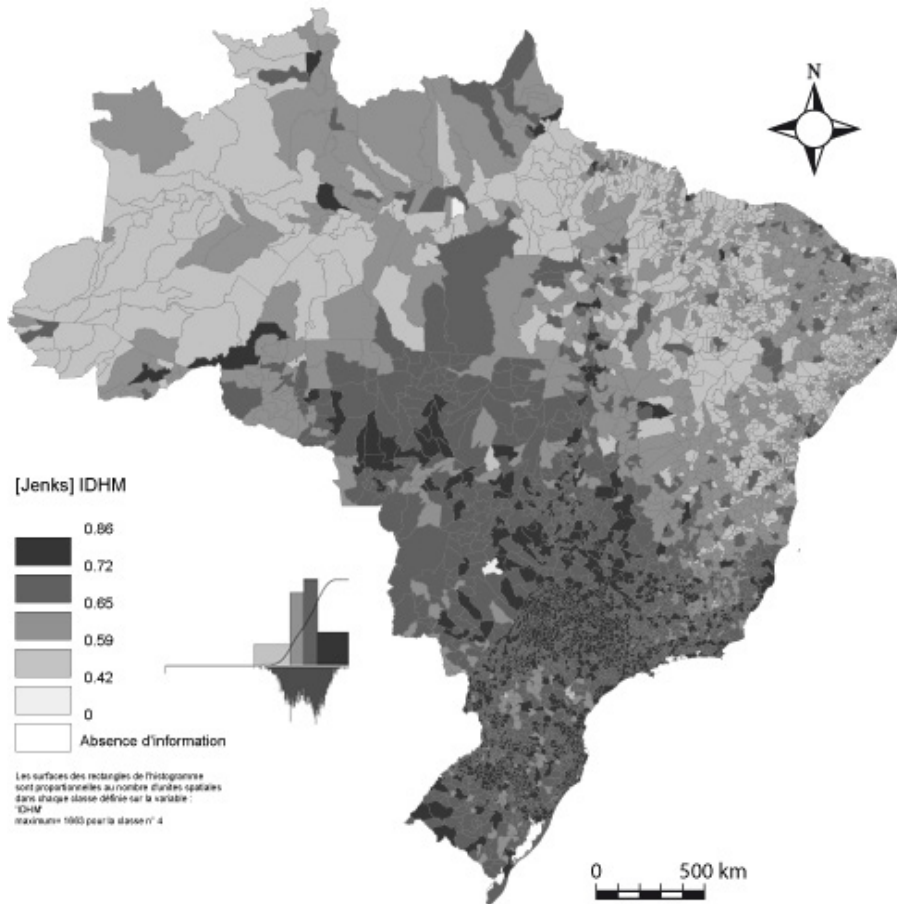 N
[Jenks] IDHM
0.86
0.72
0.65
0.59
0.42
0
Absence d'information
Les surfaces des rectangles de l'histogramme
sont proportionnelles au nombre d'unites spatiales
dans chaque classe définie sur la variable :
'IDHM'
maximum= 1663 pour la classe n° 4
0 500 km